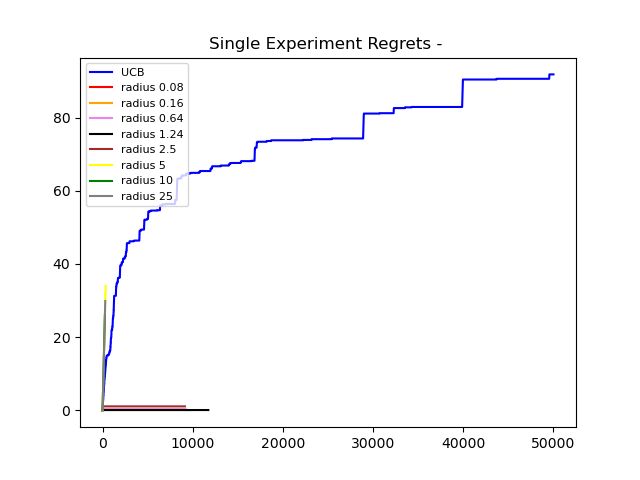 Single Experiment Regrets -
UCB
radius 0.08
radius 0.16
radius 0.64
radius 1.24
radius 2.5
radius 5
radius 10
radius 25
80
60
40
20
0
0 10000 20000 30000 40000 50000